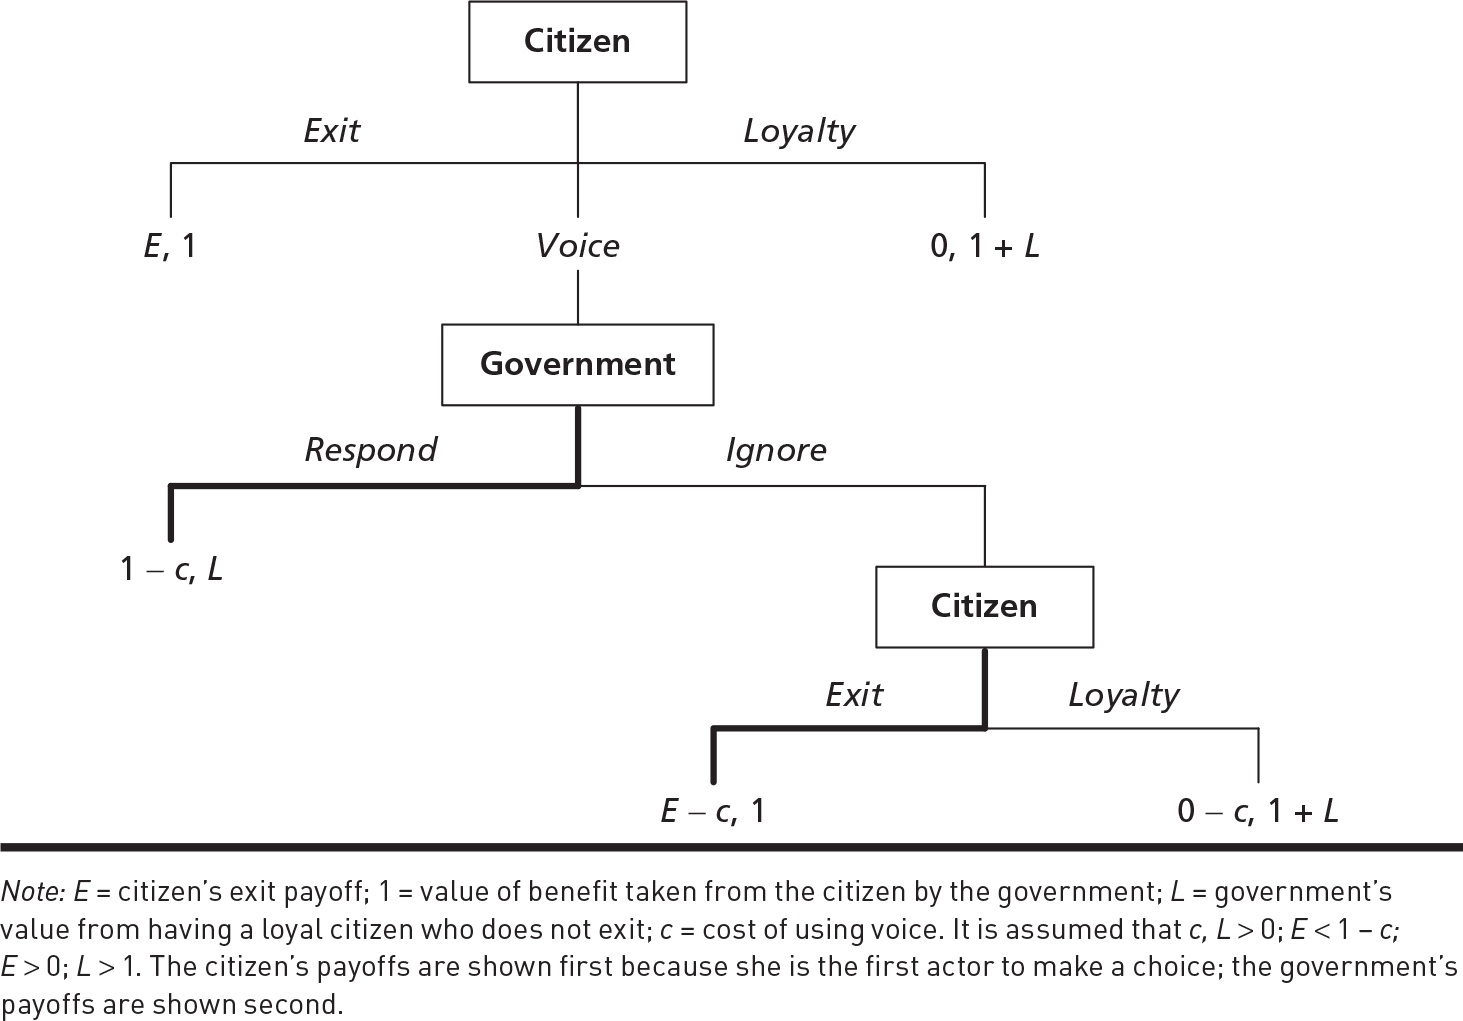 Citizen
Exit
Loyalty
E, 1
Voice
0, 1 + L
Government
Respond
Ignore
1 – c, L
Citizen
Exit
Loyalty
E – c, 1
0 – c, 1 + L
Note: E = citizen’s exit payoff; 1 = value of benefit taken from the citizen by the government; L = government’s
value from having a loyal citizen who does not exit; c = cost of using voice. It is assumed that c, L > 0; E < 1 – c;
E > 0; L > 1. The citizen’s payoffs are shown first because she is the first actor to make a choice; the government’s
payoffs are shown second.